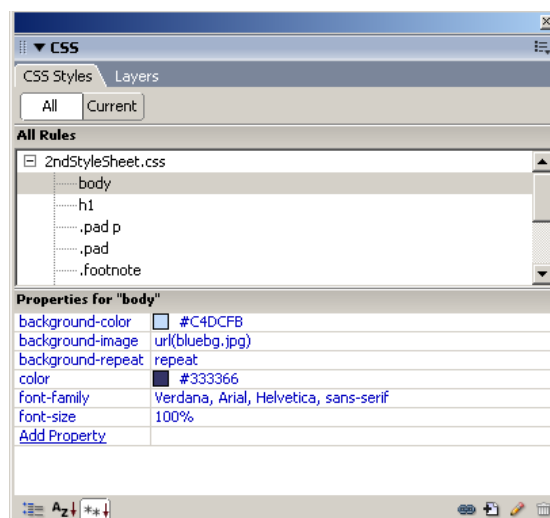 CSS
CSS Styles Layers
All Current
All Rules
2ndStyleSheet.css
body
h1
.pad p
.pad
.footnote
Properties for "body"
background-color #C4DCFB
background-image url(bluebg.jpg)
background-repeat repeat
color #333366
font-family Verdana, Arial, Helvetica, sans-serif
font-size 100%
Add Property
AZ **